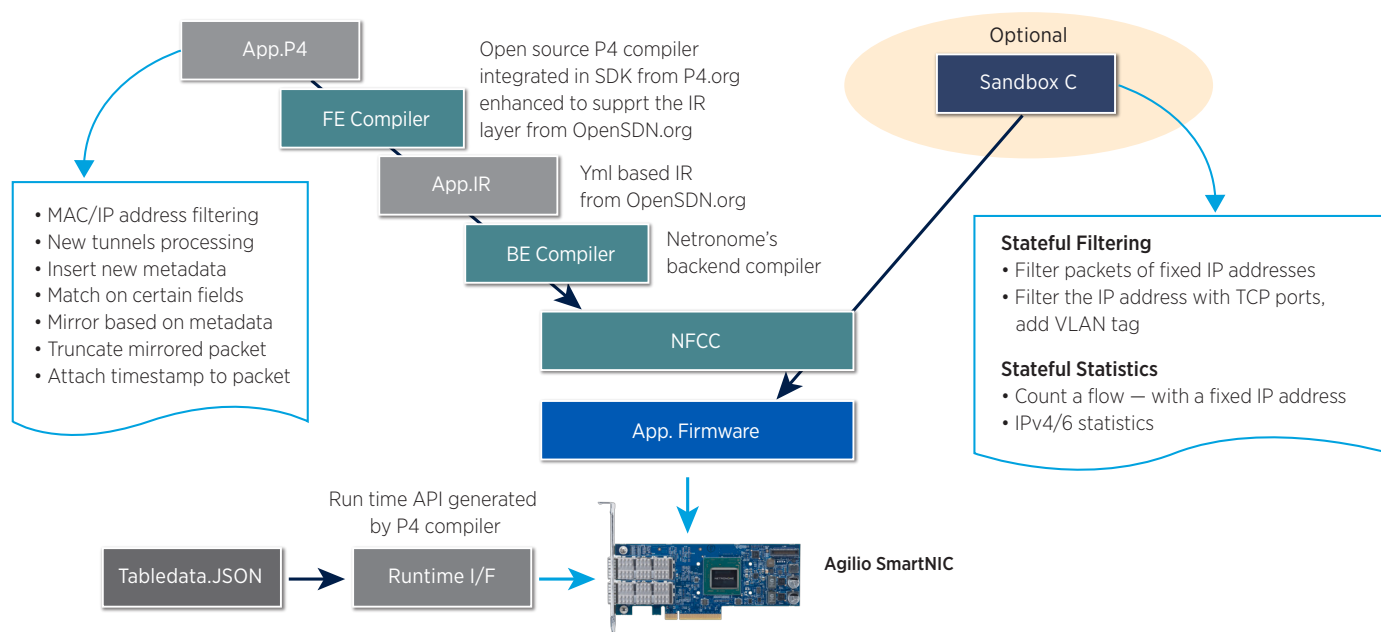 App.P4
Open source P4 compiler
integrated in SDK from P4.org
enhanced to supprt the IR
layer from OpenSDN.org
FE Compiler
Optional
Sandbox C
App.IR
Yml based IR
from OpenSDN.org
• MAC/IP address filtering
• New tunnels processing
• Insert new metadata
• Match on certain fields
• Mirror based on metadata
• Truncate mirrored packet
• Attach timestamp to packet
BE Compiler
Netronome's
backend compiler
Stateful Filtering
• Filter packets of fixed IP addresses
• Filter the IP address with TCP ports,
add VLAN tag
Stateful Statistics
• Count a flow — with a fixed IP address
• IPv4/6 statistics
NFCC
App. Firmware
Run time API generated
by P4 compiler
Tabledata.JSON
Runtime I/F
Agilio SmartNIC